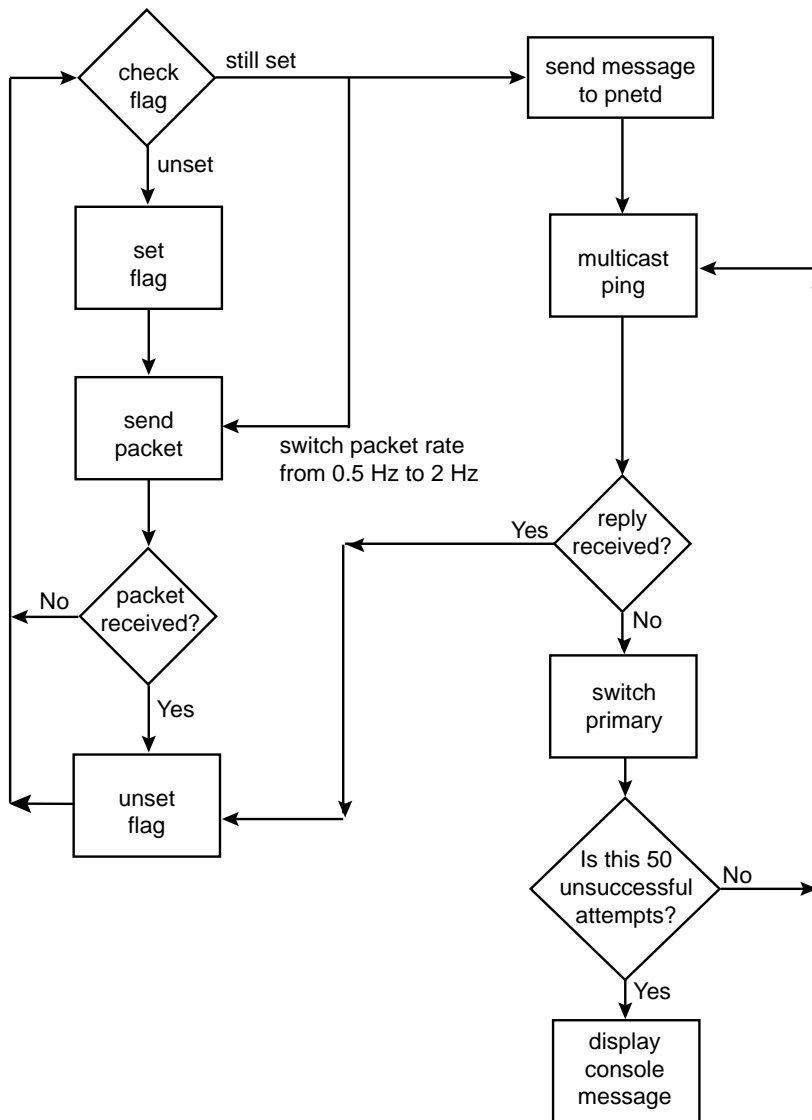 check
flag
still set
unset
set
flag
send
packet
switch packet rate
from 0.5 Hz to 2 Hz
packet
received?
No
Yes
unset
flag
send message
to pnetd
multicast
ping
reply
received?
Yes
No
switch
primary
Is this 50
unsuccessful
attempts?
No
Yes
display
console
message